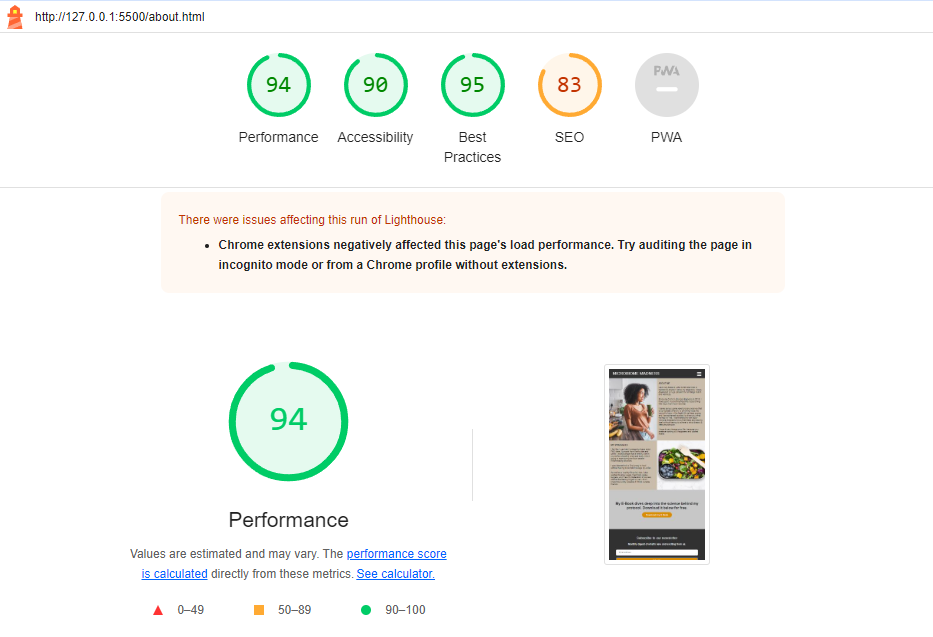 http://127.0.0.1:5500/about.html
94
90
95
83
PWA
Performance
Accessibility
Best
Practices
SEO
PWA
There were issues affecting this run of Lighthouse:
Chrome extensions negatively affected this page's load performance. Try auditing the page in
incognito mode or from a Chrome profile without extensions.
94
Performance
Values are estimated and may vary. The performance score
is calculated directly from these metrics. See calculator.
0–49
50–89
90–100